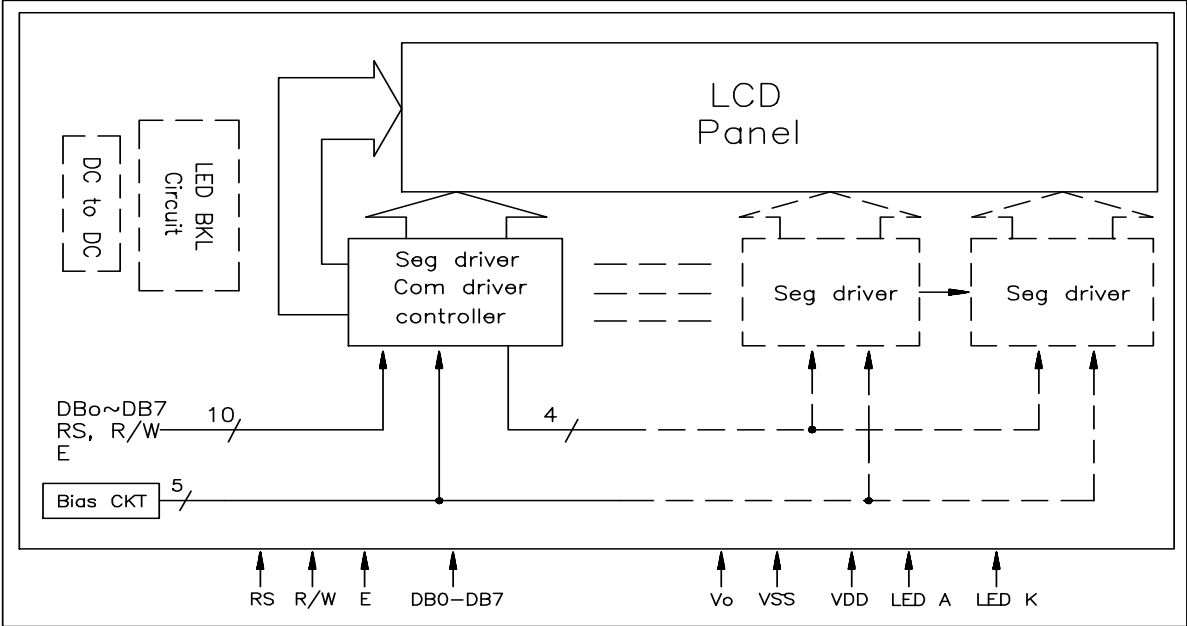 LCD
Panel
DC to DC
LED BKL
Circuit
Seg driver
Com driver
controller
Seg driver
Seg driver
DBo~DB7
RS, R/W
E
10
4
Bias CKT
5
RS
R/W
E
DB0-DB7
Vo
VSS
VDD
LED A
LED K